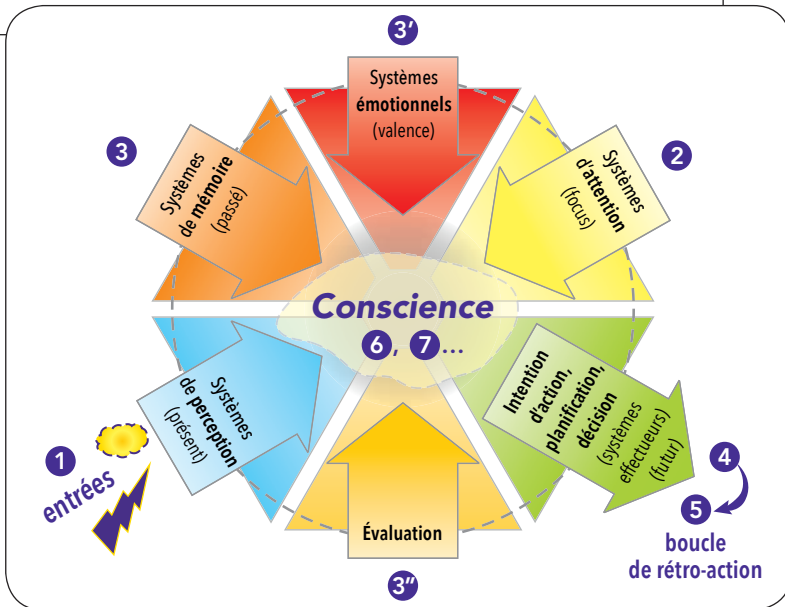 3′
Systèmes
émotionnels
(valence)
3
Systèmes
de mémoire
(passé)
2
Systèmes
d'attention
(focus)
Conscience
6, 7...
1
entrées
Systèmes
de perception
(présent)
Évaluation
3″
Intention
d'action,
planification,
décision
(systèmes
effectueurs)
(futur)
4
5
boucle
de rétro-action